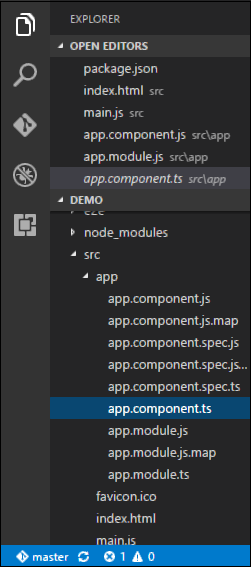 EXPLORER
OPEN EDITORS
package.json
index.html src
main.js src
app.component.js src\app
app.module.js src\app
app.component.ts src\app
DEMO
e2e
node_modules
src
app
app.component.js
app.component.js.map
app.component.spec.js
app.component.spec.js...
app.component.spec.ts
app.component.ts
app.module.js
app.module.js.map
app.module.ts
favicon.ico
index.html
main.js
master 1 0